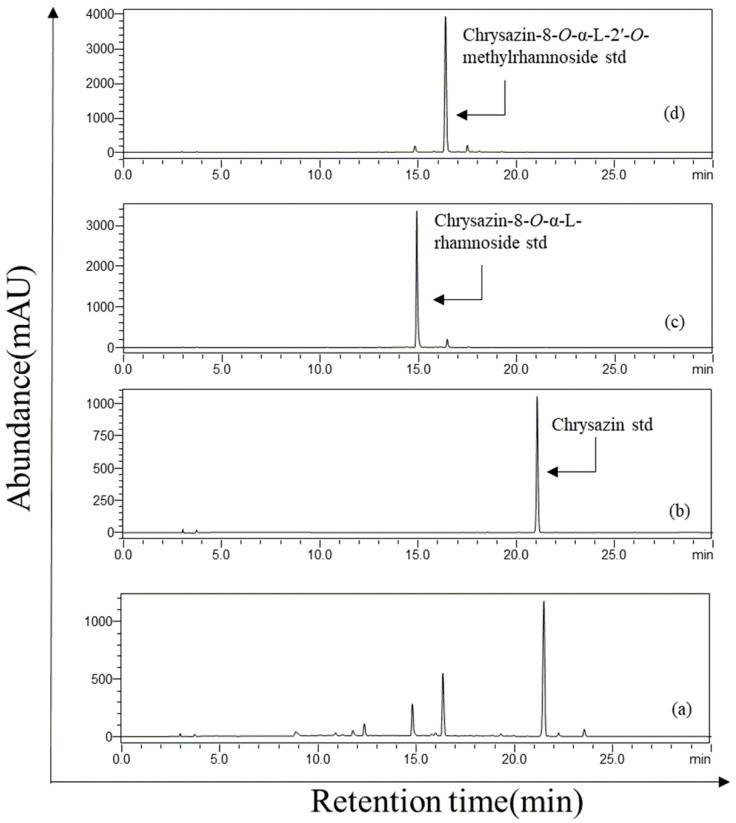 4000
3000
2000
1000
0
Chrysazin-8-O-α-L-2′-O-
methylrhamnoside std
(d)
0.0 5.0 10.0 15.0 20.0 25.0 min
3000
2000
1000
0
Chrysazin-8-O-α-L-
rhamnoside std
(c)
0.0 5.0 10.0 15.0 20.0 25.0 min
1000
750
500
250
0
Chrysazin std
(b)
0.0 5.0 10.0 15.0 20.0 25.0 min
1000
500
0
(a)
0.0 5.0 10.0 15.0 20.0 25.0 min
Abundance(mAU)
Retention time(min)